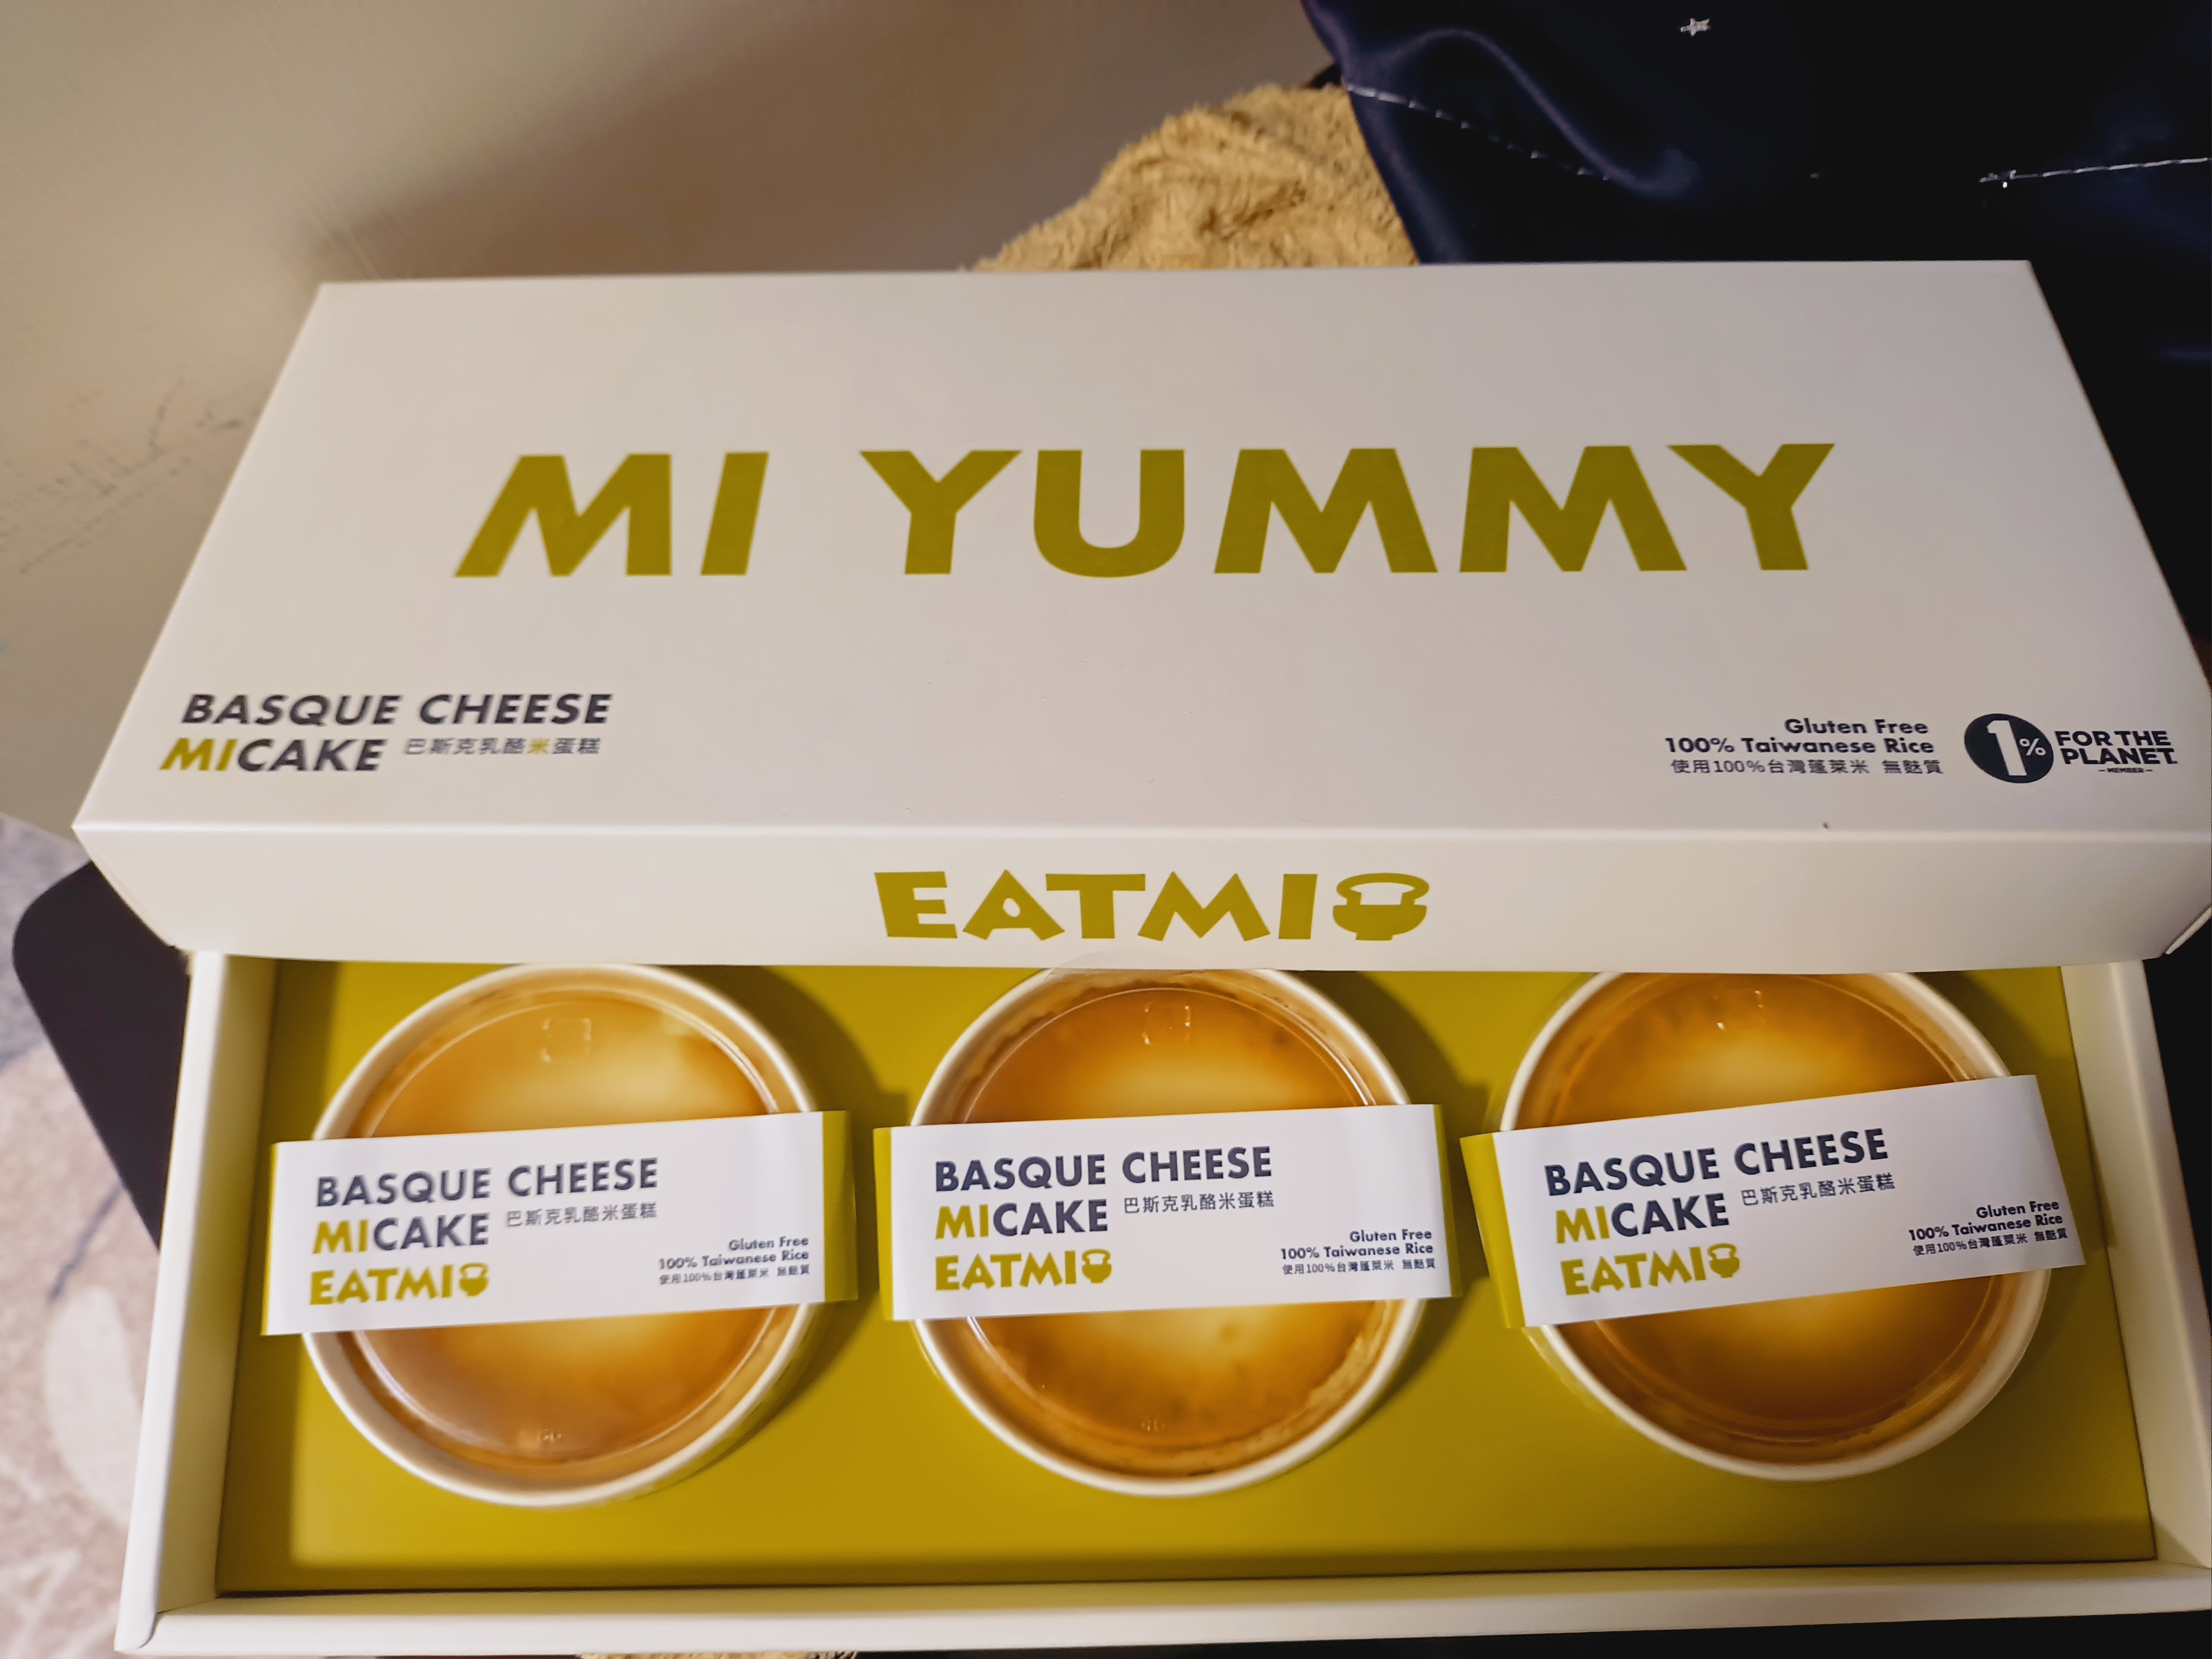 MI YUMMY
BASQUE CHEESE
MICAKE 巴斯克乳酪米蛋糕
Gluten Free
100% Taiwanese Rice
使用100%台灣蓬萊米 無麩質
1% FOR THE
PLANET
MEMBER
EATMI
BASQUE CHEESE
MICAKE 巴斯克乳酪米蛋糕
EATMI
Gluten Free
100% Taiwanese Rice
使用100%台灣蓬萊米 無麩質
BASQUE CHEESE
MICAKE 巴斯克乳酪米蛋糕
EATMI
Gluten Free
100% Taiwanese Rice
使用100%台灣蓬萊米 無麩質
BASQUE CHEESE
MICAKE 巴斯克乳酪米蛋糕
EATMI
Gluten Free
100% Taiwanese Rice
使用100%台灣蓬萊米 無麩質